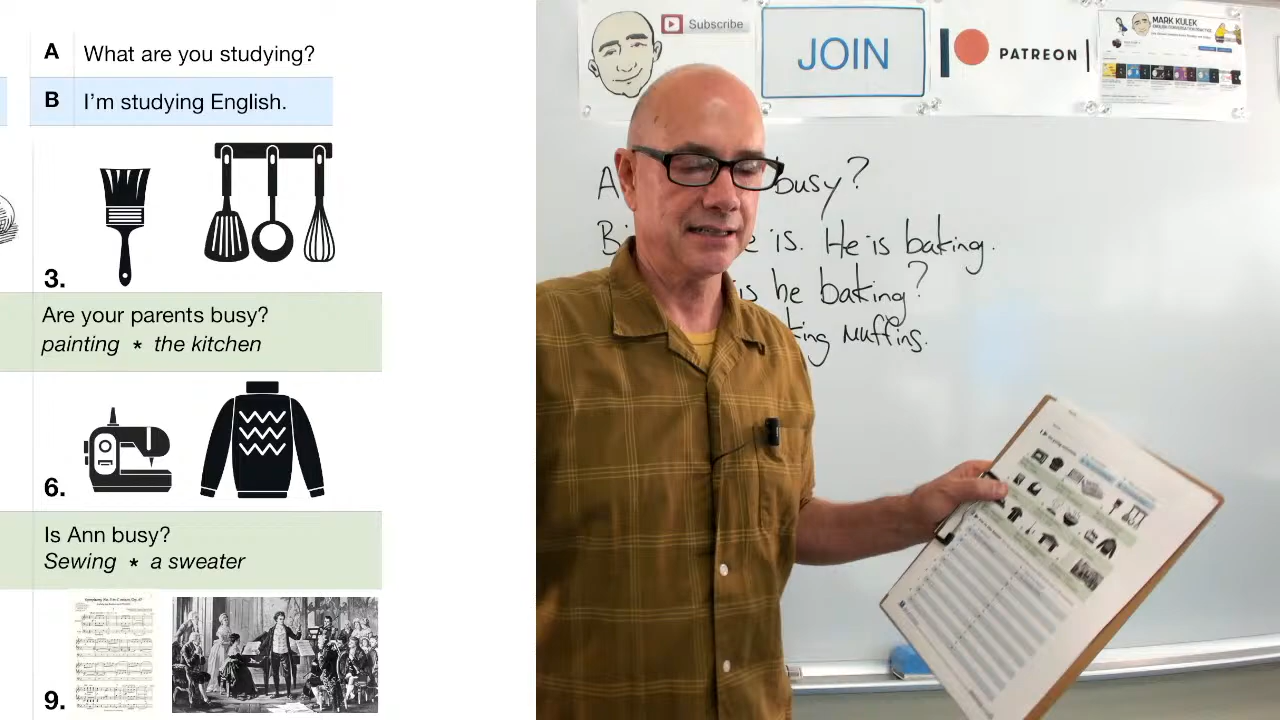 A What are you studying?
B I'm studying English.
3.
Are your parents busy?
painting * the kitchen
6.
Is Ann busy?
Sewing * a sweater
9.
Subscribe
JOIN
PATREON
MARK KULEK
A busy?
B is. He is baking.
is he baking?
muffins.